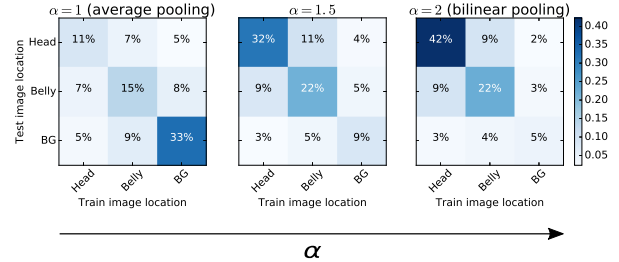 α = 1 (average pooling)
α = 1.5
α = 2 (bilinear pooling)
Test image location
Head
Belly
BG
11% 7% 5%
7% 15% 8%
5% 9% 33%
32% 11% 4%
9% 22% 5%
3% 5% 9%
42% 9% 2%
9% 22% 3%
3% 4% 5%
0.40
0.35
0.30
0.25
0.20
0.15
0.10
0.05
Head Belly BG
Head Belly BG
Head Belly BG
Train image location
Train image location
Train image location
α